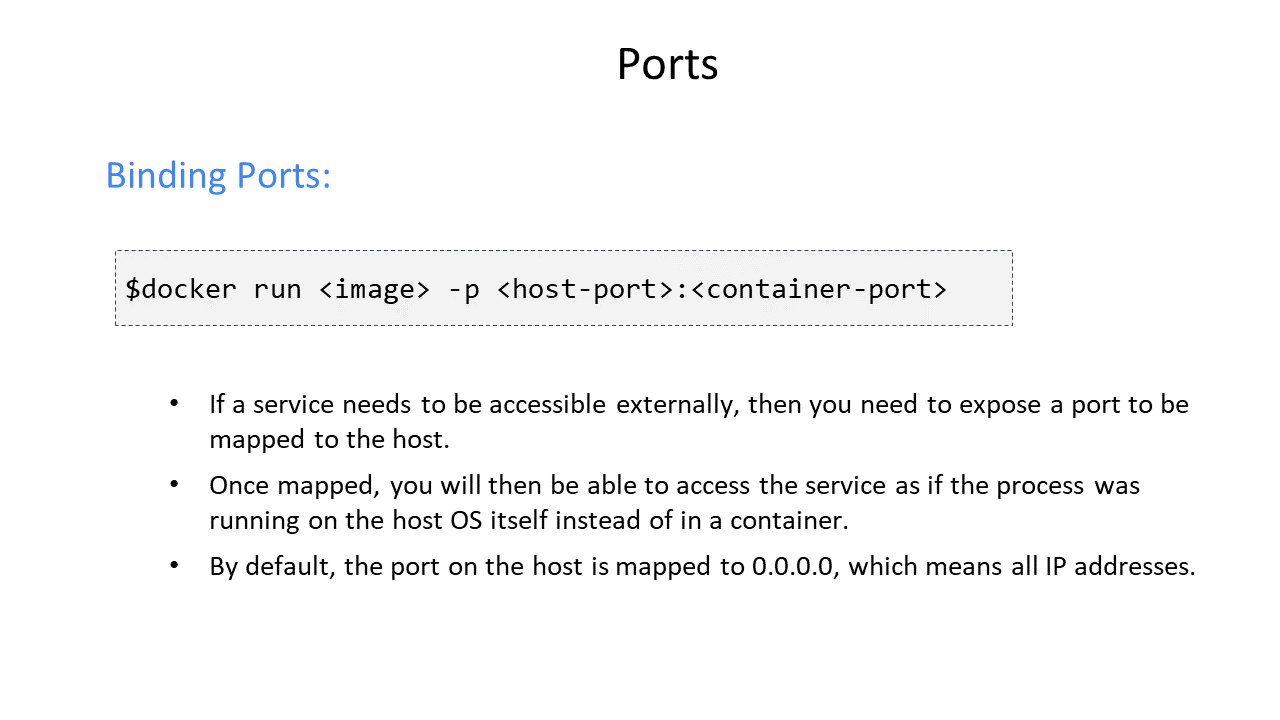 Ports
Binding Ports:
$docker run <image> -p <host-port>:<container-port>
• If a service needs to be accessible externally, then you need to expose a port to be
mapped to the host.
• Once mapped, you will then be able to access the service as if the process was
running on the host OS itself instead of in a container.
• By default, the port on the host is mapped to 0.0.0.0, which means all IP addresses.